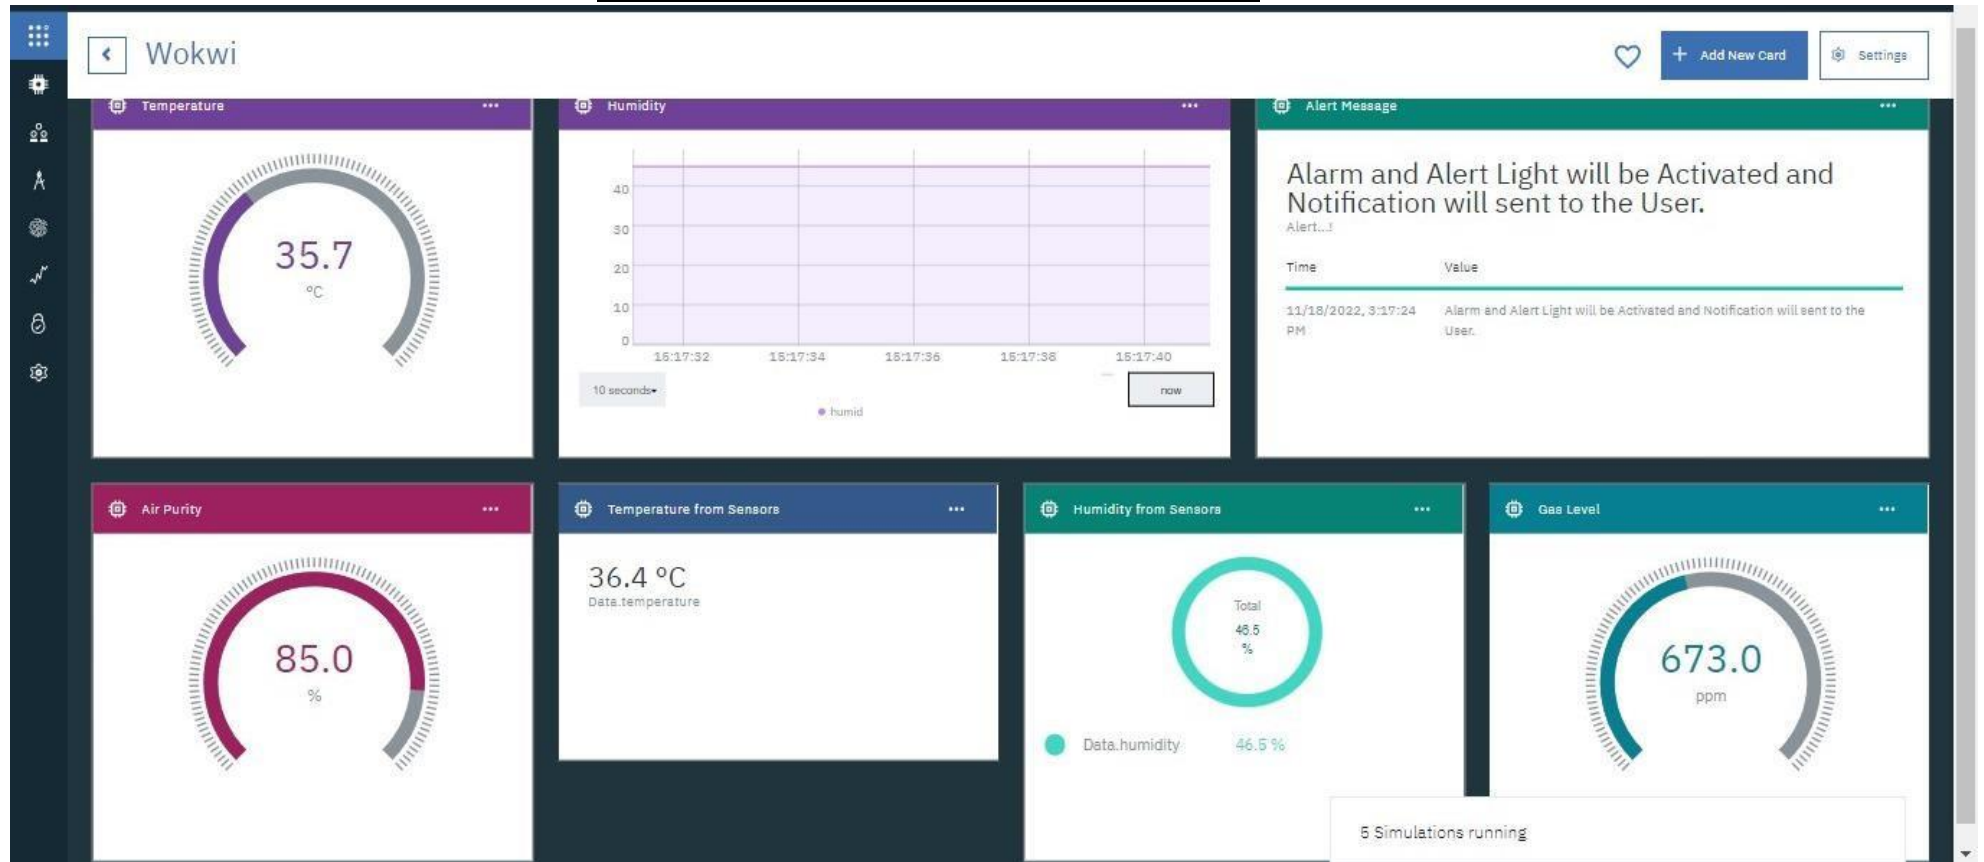 Wokwi
+ Add New Card
Settings
Temperature
35.7
°C
Humidity
40
30
20
10
0
15:17:32 15:17:34 15:17:36 15:17:38 15:17:40
10 seconds
now
humid
Alert Message
Alarm and Alert Light will be Activated and
Notification will sent to the User.
Alert...!
Time Value
11/18/2022, 3:17:24 Alarm and Alert Light will be Activated and Notification will sent to the
PM User.
Air Purity
85.0
%
Temperature from Sensors
36.4 °C
Data.temperature
Humidity from Sensors
Total
46.5
%
Data.humidity 46.5 %
Gas Level
673.0
ppm
5 Simulations running